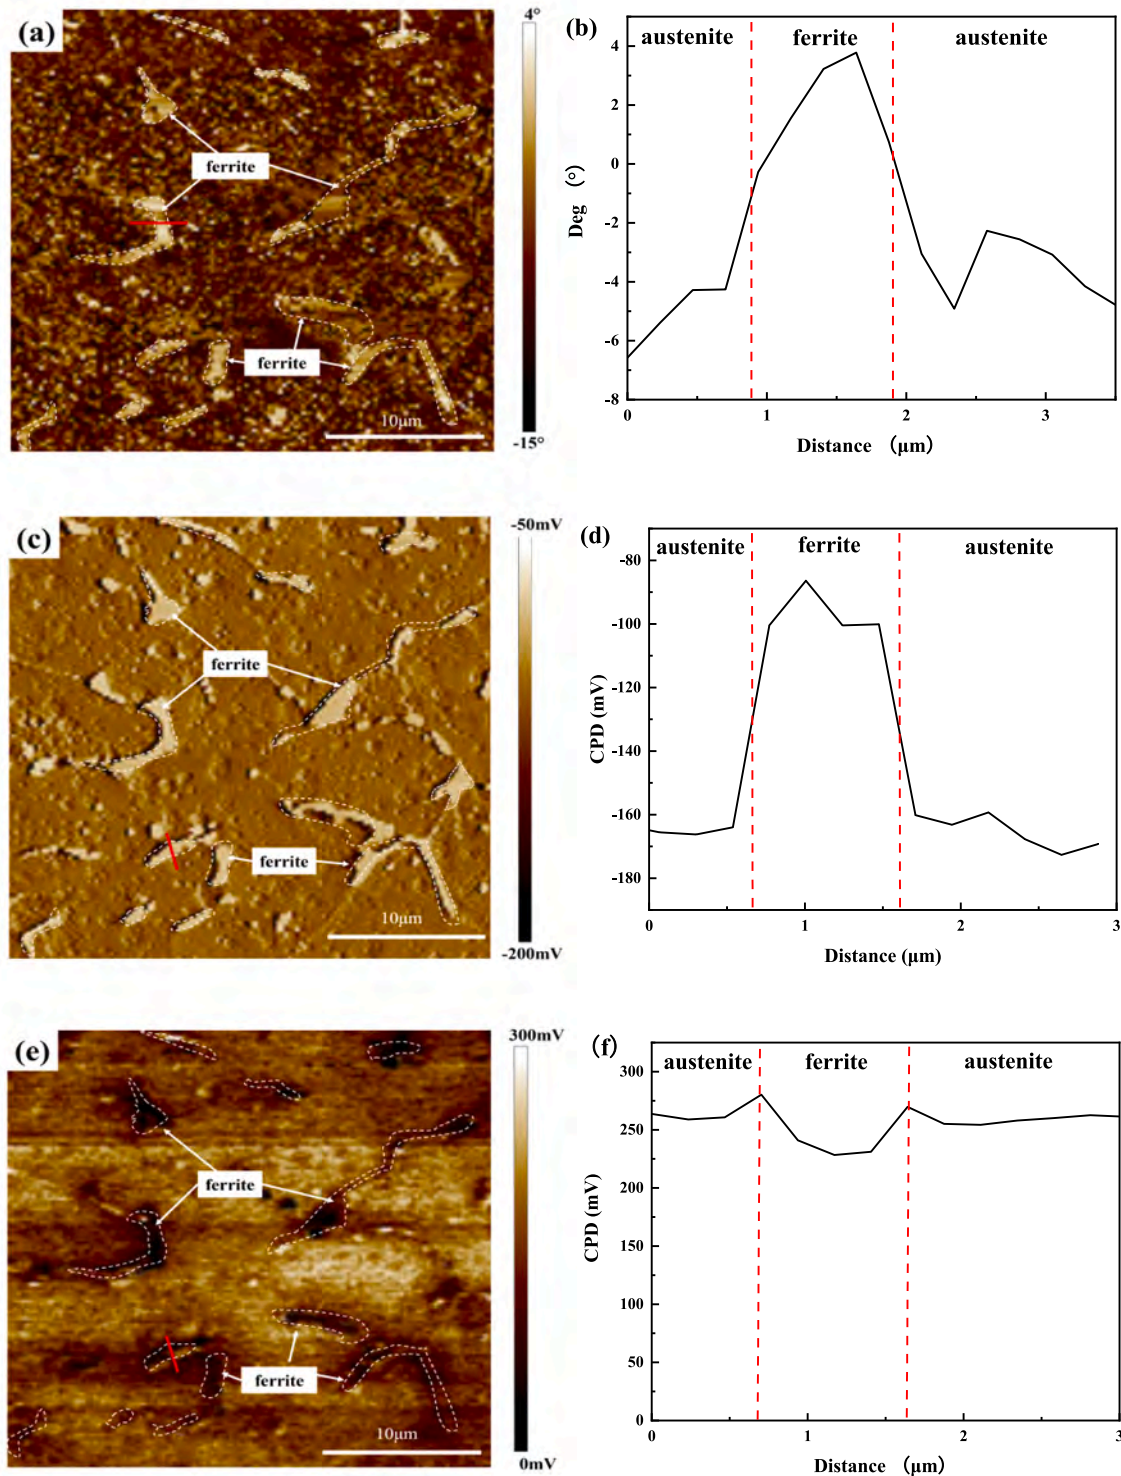 (a)
4°
ferrite
ferrite
10μm
-15°
(b)
austenite
ferrite
austenite
4
2
0
-2
-4
-6
-8
Deg (°)
0
1
2
3
Distance (μm)
(c)
-50mV
ferrite
ferrite
10μm
-200mV
(d)
austenite
ferrite
austenite
-80
-100
-120
-140
-160
-180
CPD (mV)
0
1
2
3
Distance (μm)
(e)
300mV
ferrite
ferrite
10μm
0mV
(f)
austenite
ferrite
austenite
300
250
200
150
100
50
0
CPD (mV)
0
1
2
3
Distance (μm)